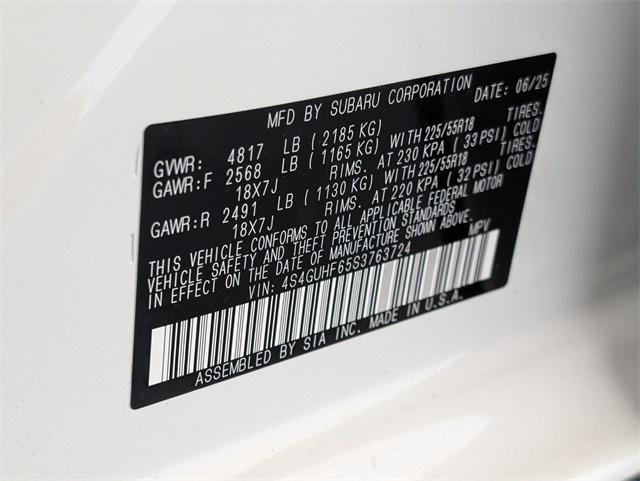 MFD BY SUBARU CORPORATION DATE: 06/25
GVWR: 4817 LB (2185 KG)
GAWR:F 2568 LB (1165 KG) WITH 225/55R18 TIRES.
18X7J RIMS. AT 230 KPA (33 PSI) COLD
GAWR:R 2491 LB (1130 KG) WITH 225/55R18 TIRES.
18X7J RIMS. AT 220 KPA (32 PSI) COLD
THIS VEHICLE CONFORMS TO ALL APPLICABLE FEDERAL MOTOR
VEHICLE SAFETY AND THEFT PREVENTION STANDARDS
IN EFFECT ON THE DATE OF MANUFACTURE SHOWN ABOVE.
VIN: 4S4GUHF65S3763724 MPV
ASSEMBLED BY SIA INC. MADE IN U.S.A.